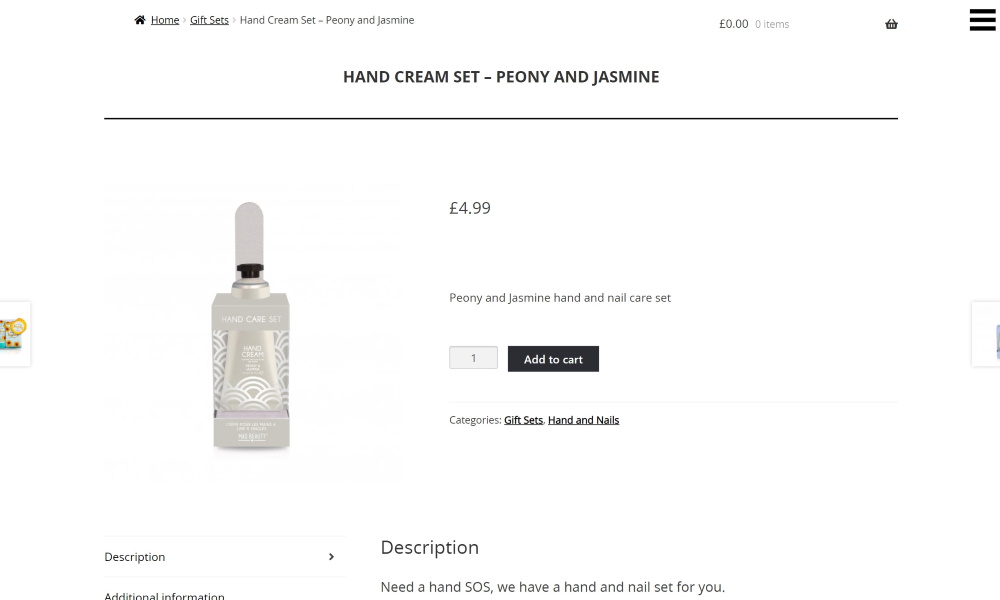 Home › Gift Sets › Hand Cream Set – Peony and Jasmine
£0.00 0 items
HAND CREAM SET – PEONY AND JASMINE
£4.99
HAND CARE SET
HAND
CREAM
Peony and Jasmine hand and nail care set
1 Add to cart
Categories: Gift Sets, Hand and Nails
Description
Description
Need a hand SOS, we have a hand and nail set for you.
Additional information